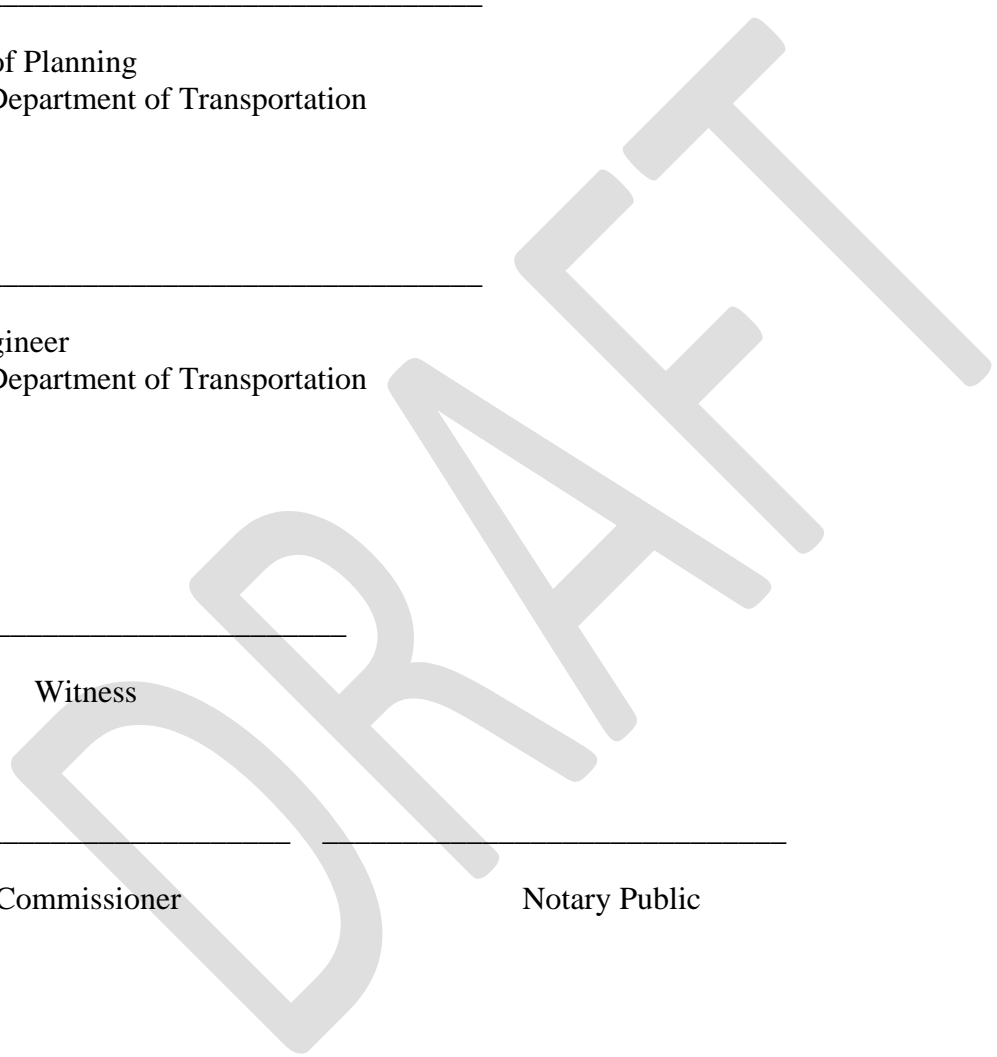 of Planning
Department of Transportation
gineer
Department of Transportation
Witness
Commissioner
Notary Public
DRAFT